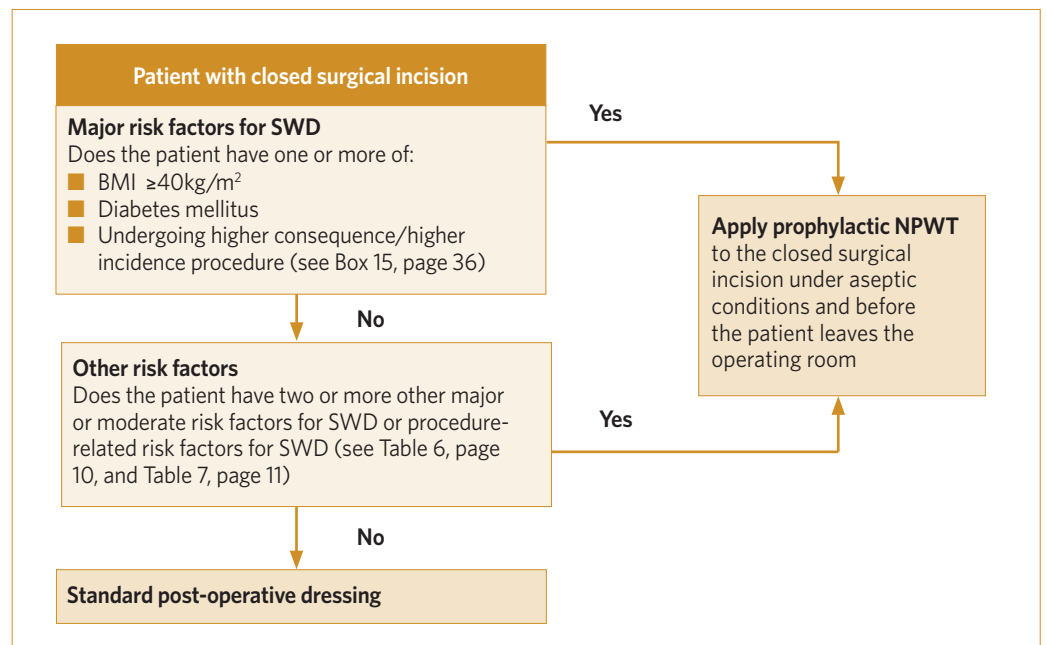 Patient with closed surgical incision
Major risk factors for SWD
Does the patient have one or more of:
■ BMI ≥40kg/m²
■ Diabetes mellitus
■ Undergoing higher consequence/higher
incidence procedure (see Box 15, page 36)
Yes
Apply prophylactic NPWT
to the closed surgical
incision under aseptic
conditions and before
the patient leaves the
operating room
No
Other risk factors
Does the patient have two or more other major
or moderate risk factors for SWD or procedure-
related risk factors for SWD (see Table 6, page
10, and Table 7, page 11)
Yes
No
Standard post-operative dressing